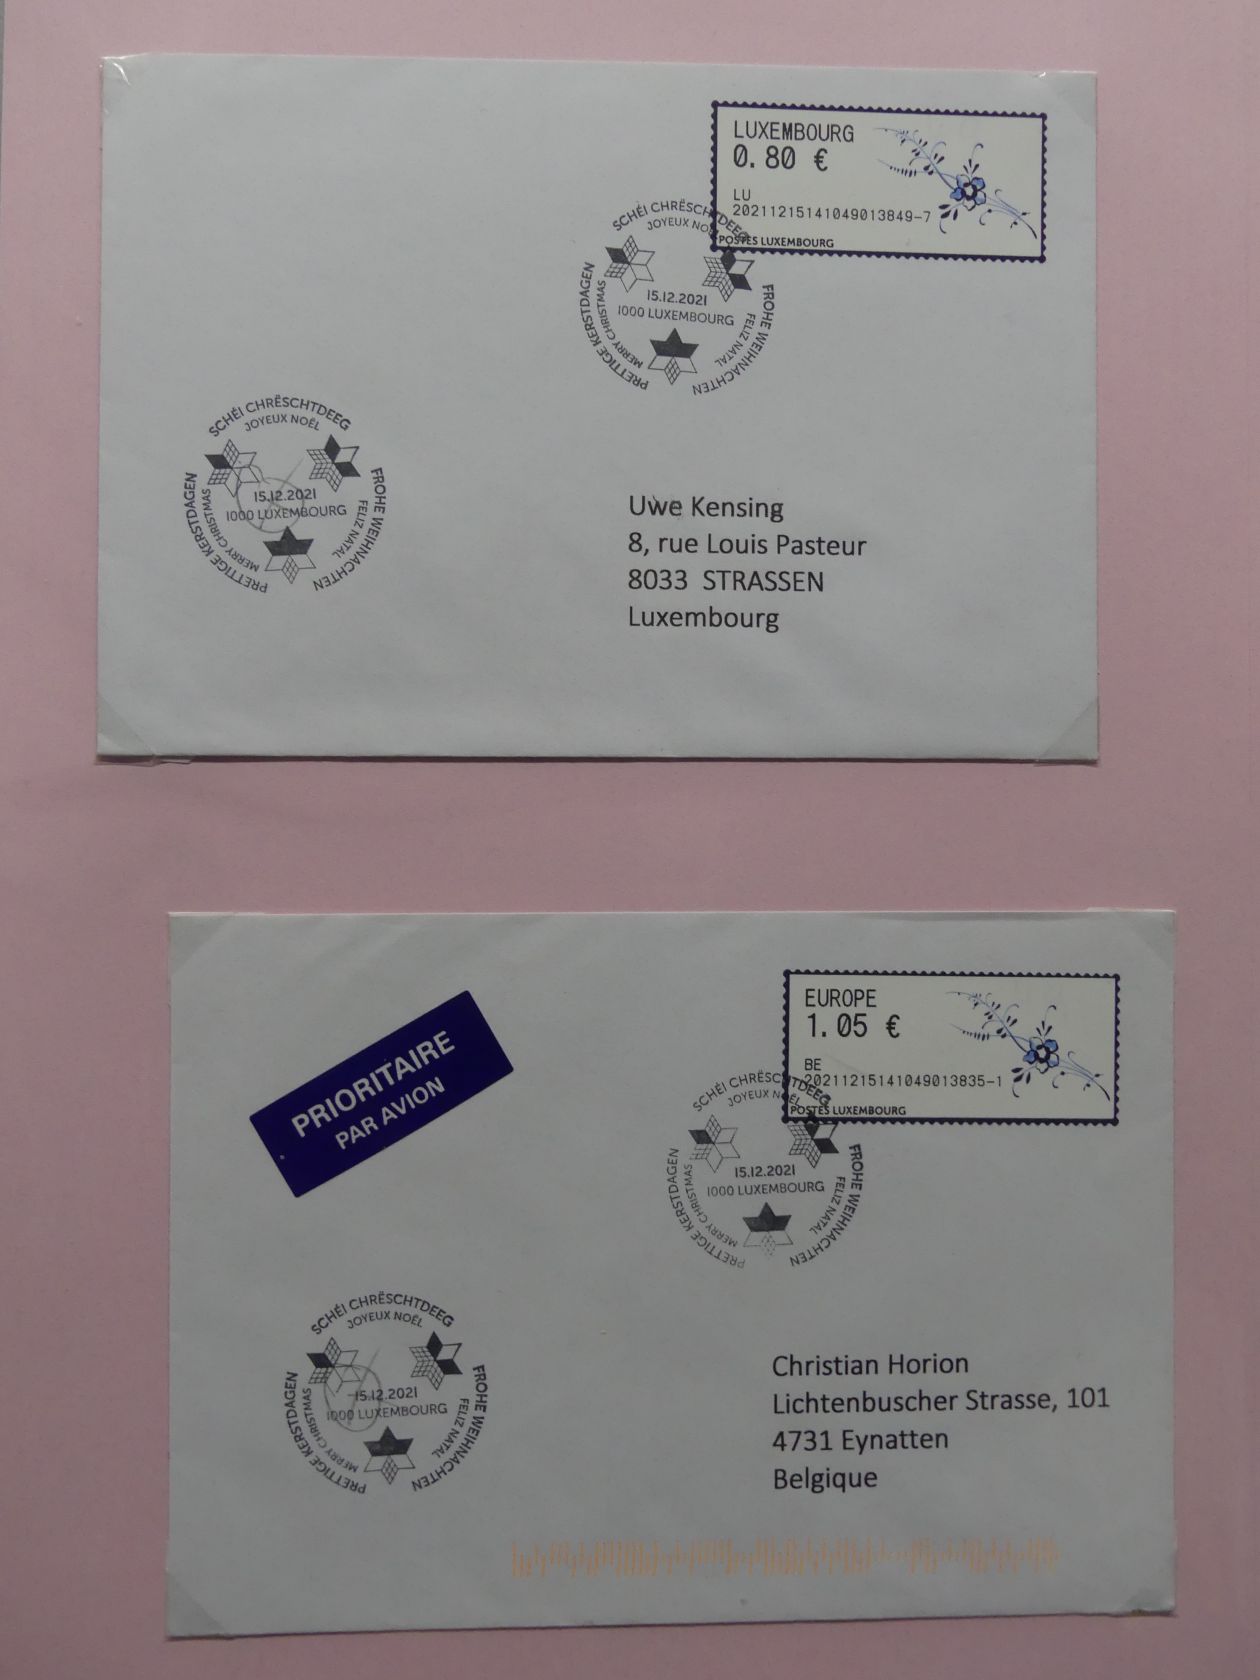 LUXEMBOURG
0.80 €
LU
20211215141049013849-7
POSTES LUXEMBOURG
SCHÉI CHRËSCHTDEEG
JOYEUX NOËL
FROHE WEIHNACHTEN
FELIZ NATAL
PRETTIGE KERSTDAGEN
MERRY CHRISTMAS
15.12.2021
1000 LUXEMBOURG
SCHÉI CHRËSCHTDEEG
JOYEUX NOËL
FROHE WEIHNACHTEN
FELIZ NATAL
PRETTIGE KERSTDAGEN
MERRY CHRISTMAS
15.12.2021
1000 LUXEMBOURG
Uwe Kensing
8, rue Louis Pasteur
8033 STRASSEN
Luxembourg
EUROPE
1.05 €
BE
20211215141049013835-1
POSTES LUXEMBOURG
PRIORITAIRE
PAR AVION
SCHÉI CHRËSCHTDEEG
JOYEUX NOËL
FROHE WEIHNACHTEN
FELIZ NATAL
PRETTIGE KERSTDAGEN
MERRY CHRISTMAS
15.12.2021
1000 LUXEMBOURG
SCHÉI CHRËSCHTDEEG
JOYEUX NOËL
FROHE WEIHNACHTEN
FELIZ NATAL
PRETTIGE KERSTDAGEN
MERRY CHRISTMAS
15.12.2021
1000 LUXEMBOURG
Christian Horion
Lichtenbuscher Strasse, 101
4731 Eynatten
Belgique